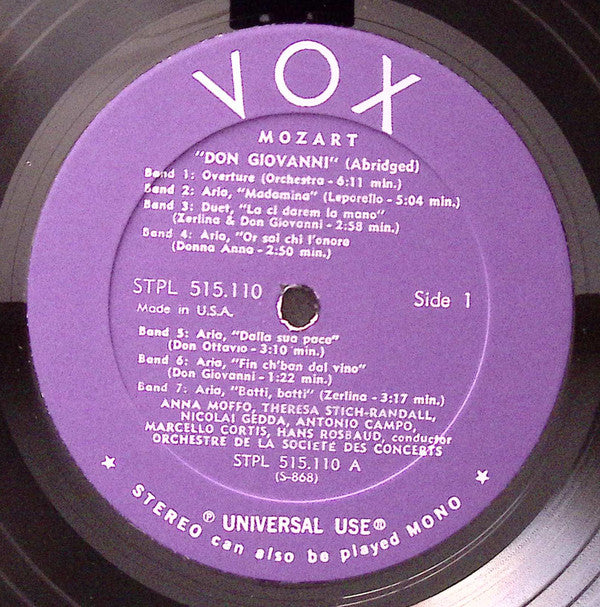 VOX
MOZART
"DON GIOVANNI" (Abridged)
Band 1: Overture (Orchestra - 6:11 min.)
Band 2: Aria, "Madamina" (Leporello - 5:04 min.)
Band 3: Duet, "La ci darem la mano"
(Zerlina & Don Giovanni - 2:58 min.)
Band 4: Aria, "Or sai chi l'onore
(Donna Anna - 2:50 min.)
STPL 515.110
Side 1
Made in U.S.A.
Band 5: Aria, "Dalla sua pace"
(Don Ottavio - 3:10 min.)
Band 6: Aria, "Fin ch'ban dal vino"
(Don Giovanni - 1:22 min.)
Band 7: Aria, "Batti, batti" (Zerlina - 3:17 min.)
ANNA MOFFO, THERESA STICH-RANDALL,
NICOLAI GEDDA, ANTONIO CAMPO,
MARCELLO CORTIS, HANS ROSBAUD, conductor
ORCHESTRE DE LA SOCIETÉ DES CONCERTS
STPL 515.110 A
(S-868)
℗ UNIVERSAL USE®
★ STEREO can also be played MONO ★